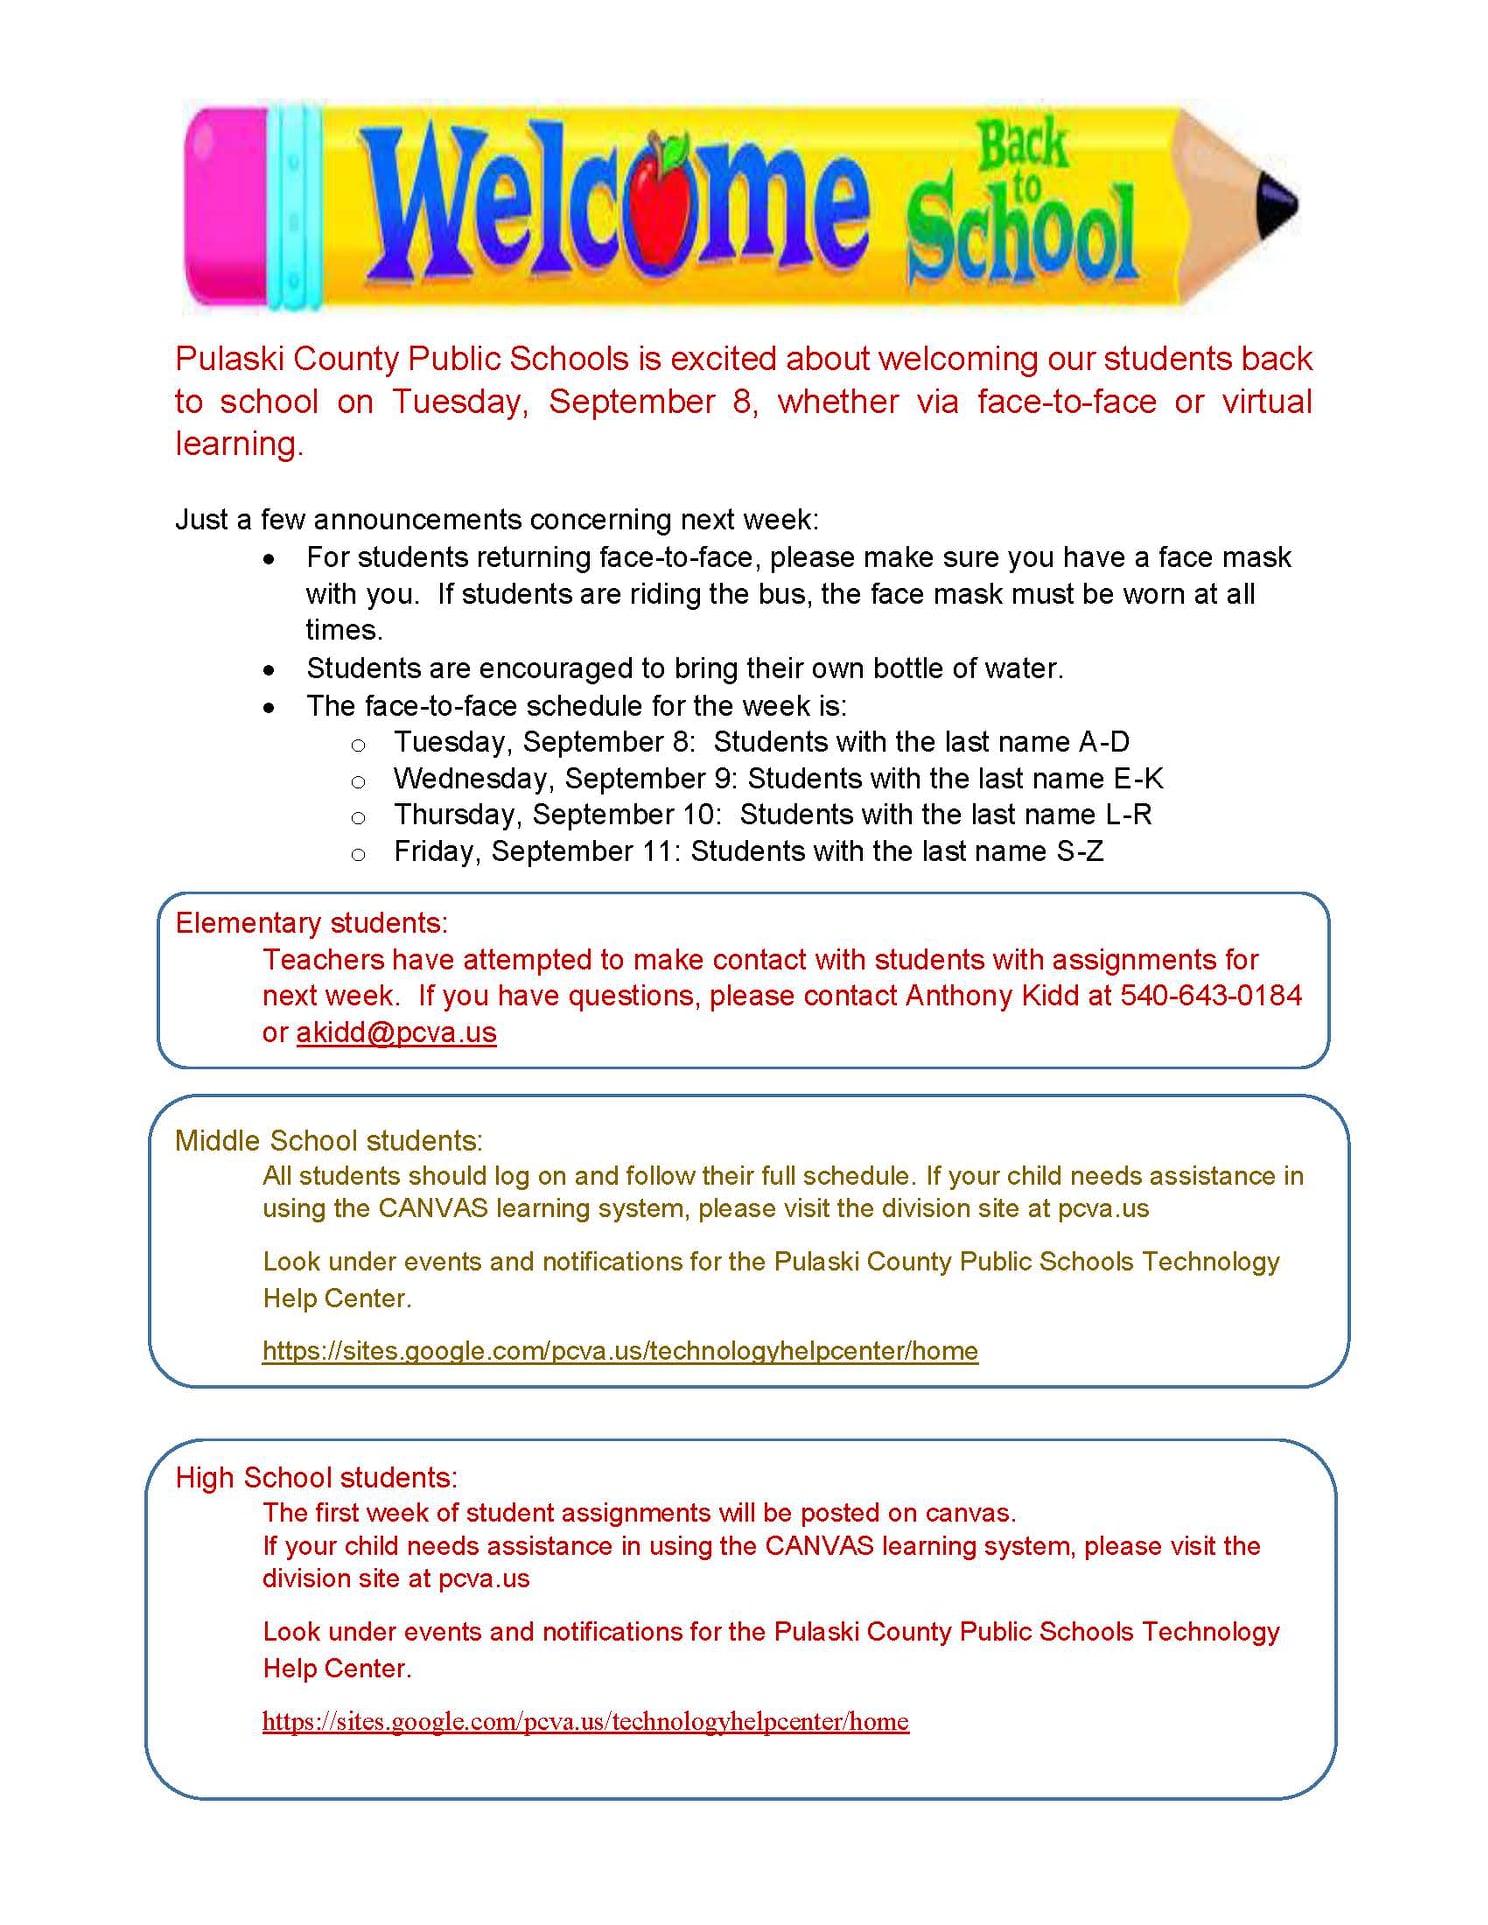 Welcome Back to School
Pulaski County Public Schools is excited about welcoming our students back
to school on Tuesday, September 8, whether via face-to-face or virtual
learning.
Just a few announcements concerning next week:
• For students returning face-to-face, please make sure you have a face mask
with you.  If students are riding the bus, the face mask must be worn at all
times.
• Students are encouraged to bring their own bottle of water.
• The face-to-face schedule for the week is:
o Tuesday, September 8:  Students with the last name A-D
o Wednesday, September 9: Students with the last name E-K
o Thursday, September 10:  Students with the last name L-R
o Friday, September 11: Students with the last name S-Z
Elementary students:
Teachers have attempted to make contact with students with assignments for
next week.  If you have questions, please contact Anthony Kidd at 540-643-0184
or akidd@pcva.us
Middle School students:
All students should log on and follow their full schedule. If your child needs assistance in
using the CANVAS learning system, please visit the division site at pcva.us
Look under events and notifications for the Pulaski County Public Schools Technology
Help Center.
https://sites.google.com/pcva.us/technologyhelpcenter/home
High School students:
The first week of student assignments will be posted on canvas.
If your child needs assistance in using the CANVAS learning system, please visit the
division site at pcva.us
Look under events and notifications for the Pulaski County Public Schools Technology
Help Center.
https://sites.google.com/pcva.us/technologyhelpcenter/home